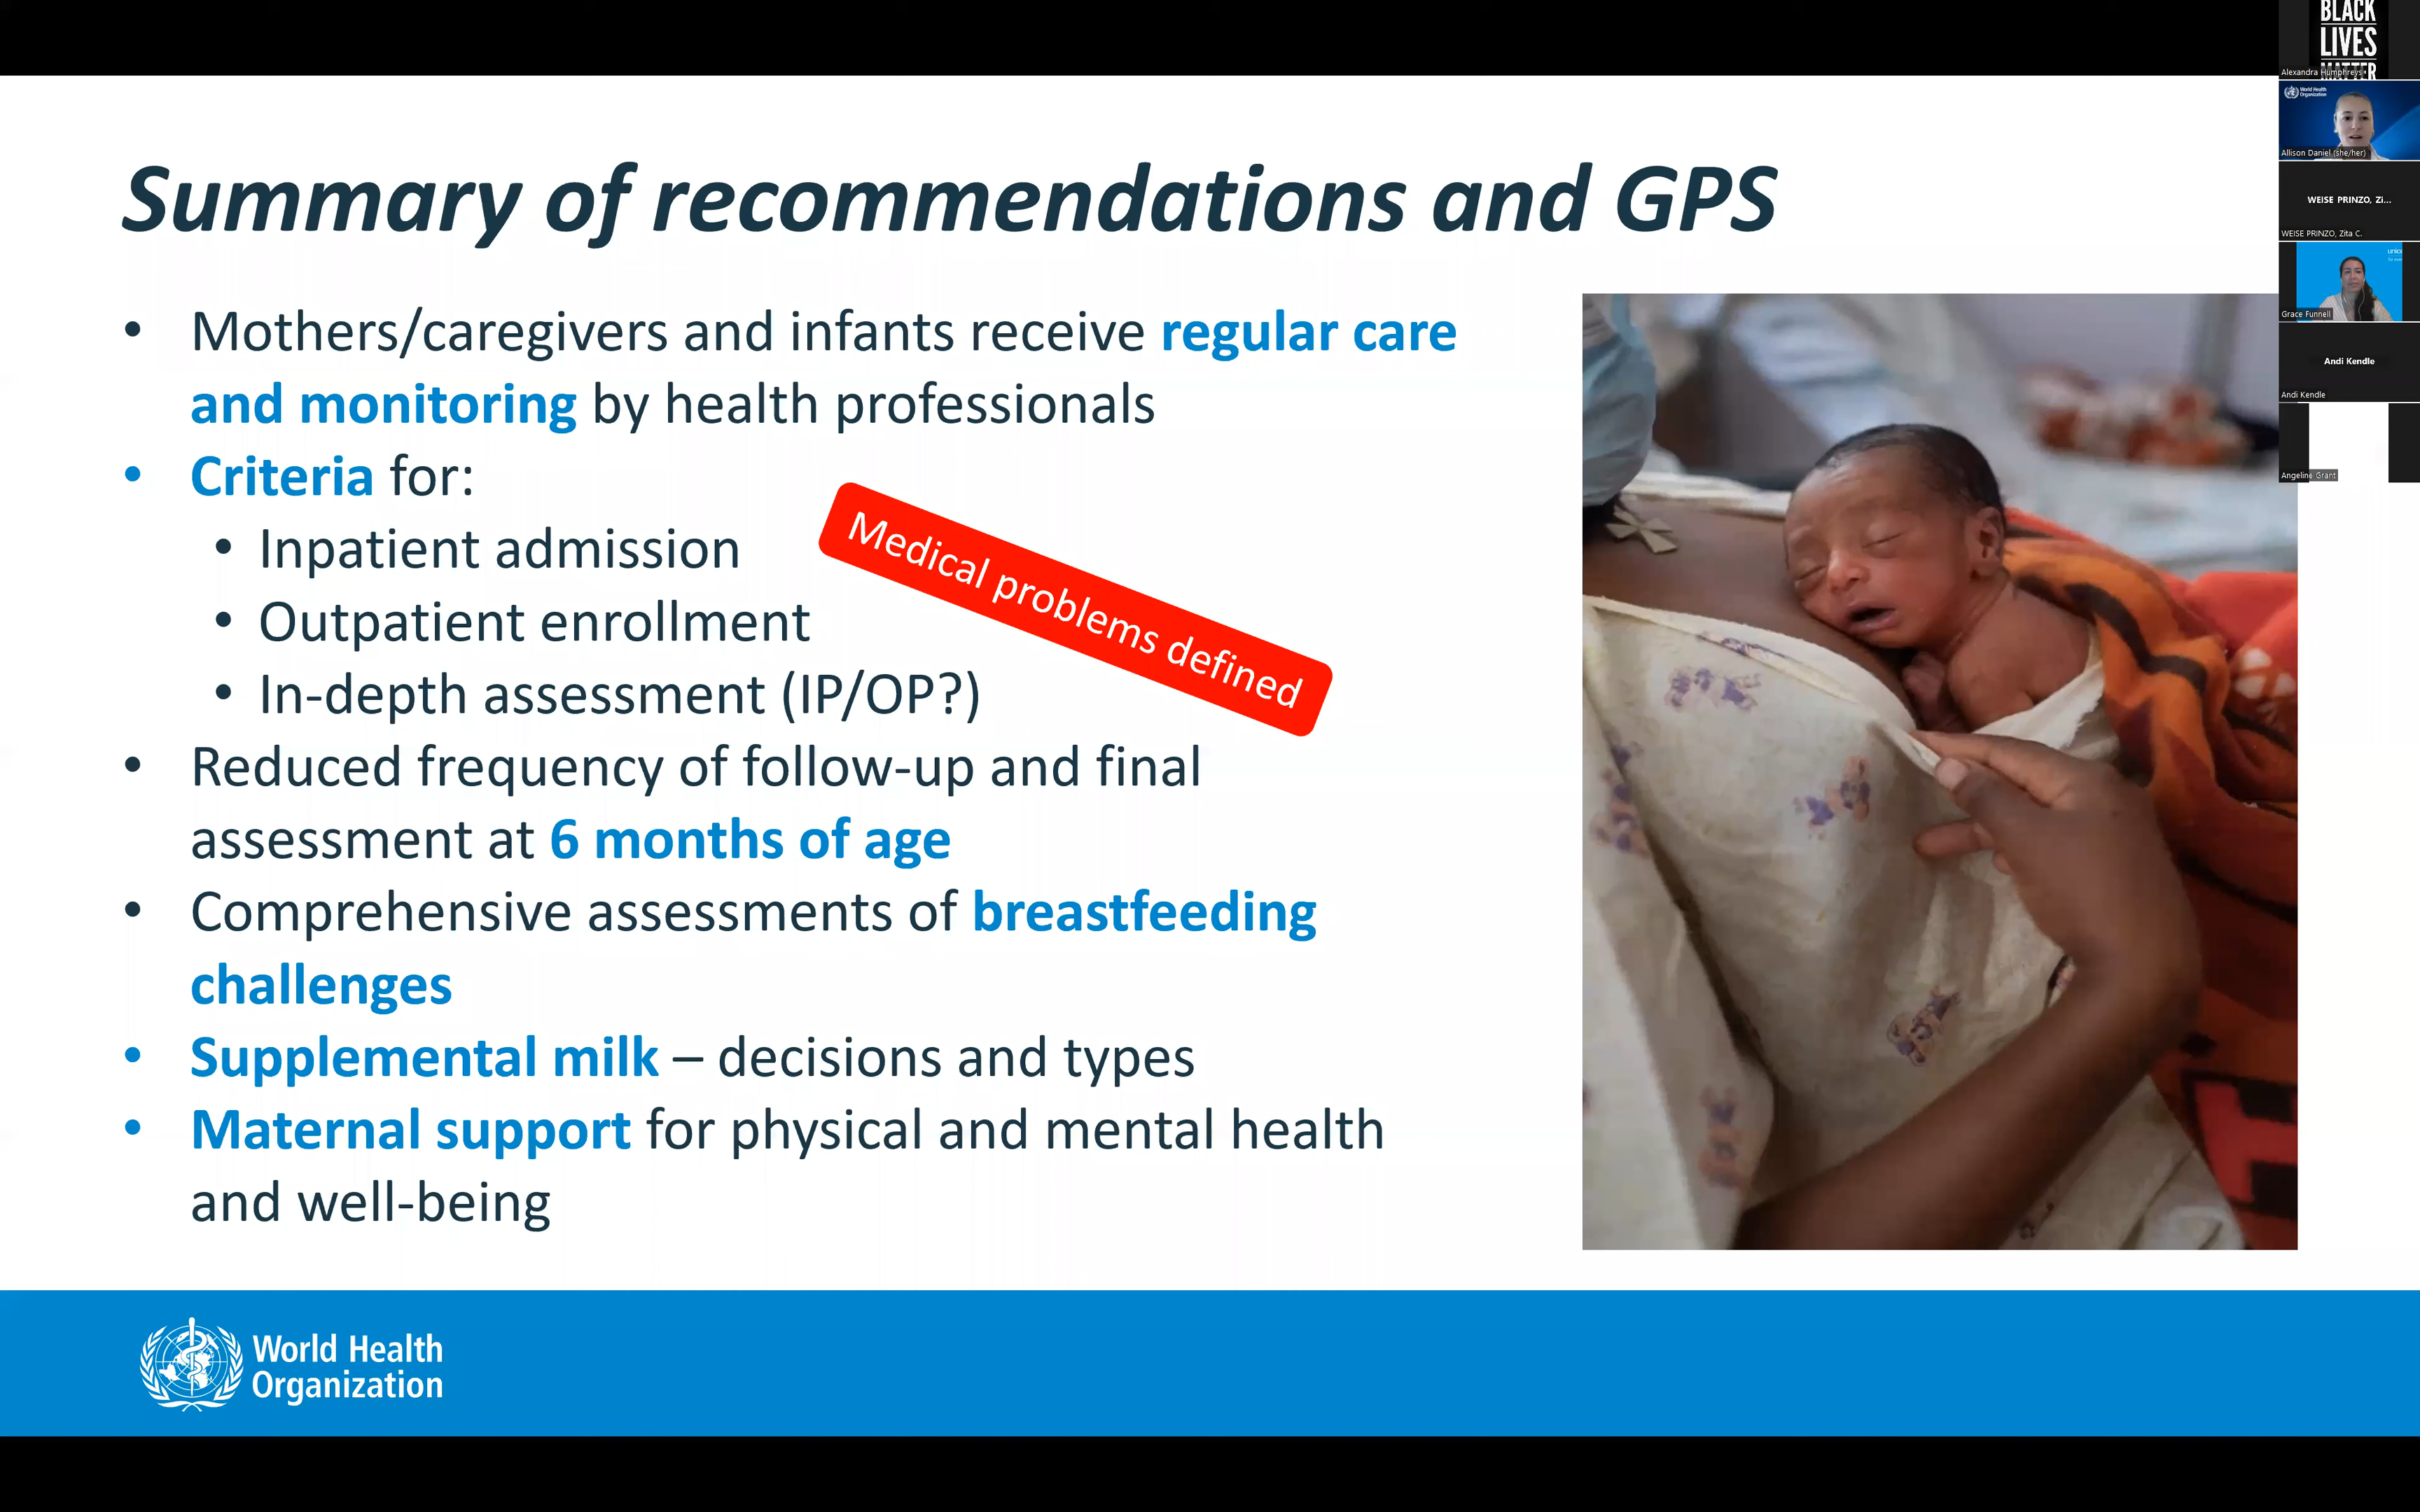 Summary of recommendations and GPS
• Mothers/caregivers and infants receive regular care
and monitoring by health professionals
• Criteria for:
• Inpatient admission
• Outpatient enrollment
• In-depth assessment (IP/OP?)
Medical problems defined
• Reduced frequency of follow-up and final
assessment at 6 months of age
• Comprehensive assessments of breastfeeding
challenges
• Supplemental milk – decisions and types
• Maternal support for physical and mental health
and well-being
World Health
Organization
BLACK
LIVES
MATTER
Alexandra Humphreys
World Health
Organization
Allison Daniel (she/her)
WEISE PRINZO, Zi...
WEISE PRINZO, Zita C.
Grace Funnell
Andi Kendle
Andi Kendle
Angeline Grant